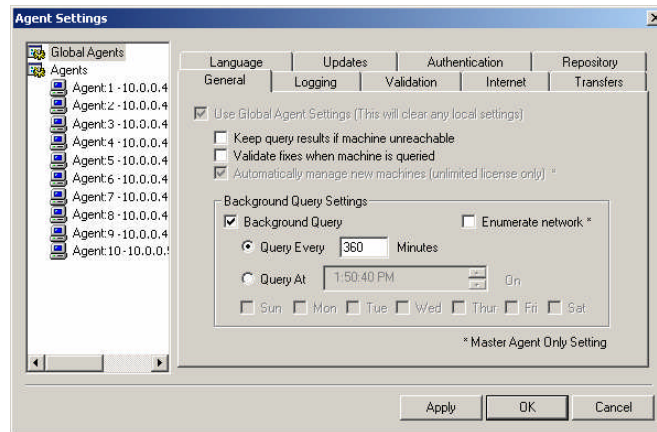 Agent Settings
Global Agents
Agents
Agent:1 - 10.0.0.4
Agent:2 - 10.0.0.4
Agent:3 - 10.0.0.4
Agent:4 - 10.0.0.4
Agent:5 - 10.0.0.4
Agent:6 - 10.0.0.4
Agent:7 - 10.0.0.4
Agent:8 - 10.0.0.4
Agent:9 - 10.0.0.4
Agent:10 - 10.0.0.5
Language Updates Authentication Repository
General Logging Validation Internet Transfers
Use Global Agent Settings (This will clear any local settings)
Keep query results if machine unreachable
Validate fixes when machine is queried
Automatically manage new machines (unlimited license only) *
Background Query Settings
Background Query Enumerate network *
Query Every 360 Minutes
Query At 1:50:40 PM On
Sun Mon Tue Wed Thur Fri Sat
* Master Agent Only Setting
Apply OK Cancel